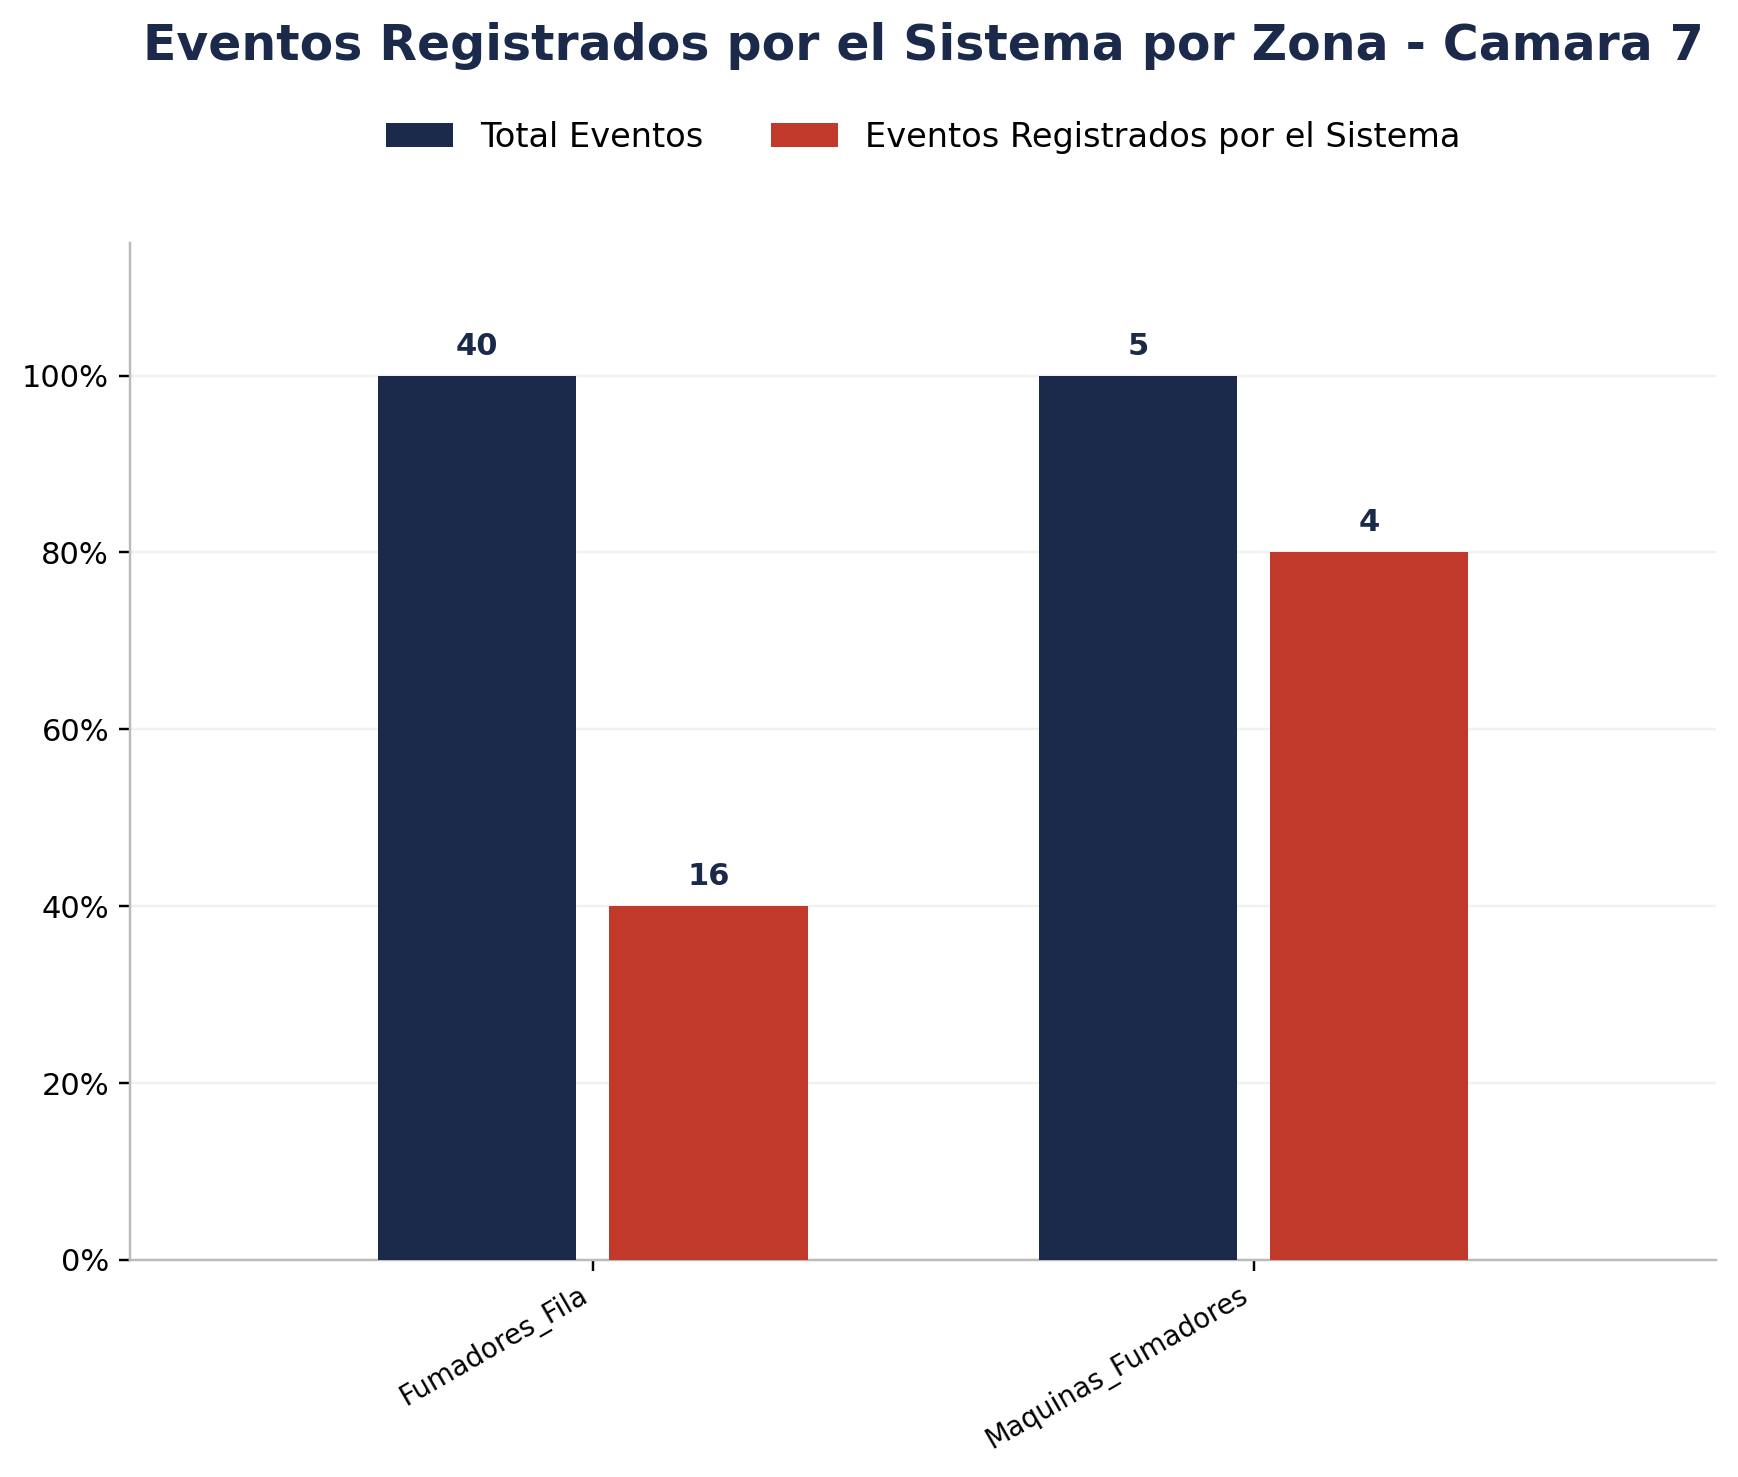 Eventos Registrados por el Sistema por Zona - Camara 7
Total Eventos
Eventos Registrados por el Sistema
40
5
100%
4
80%
60%
16
40%
20%
0%
Fumadores_Fila
Maquinas_Fumadores